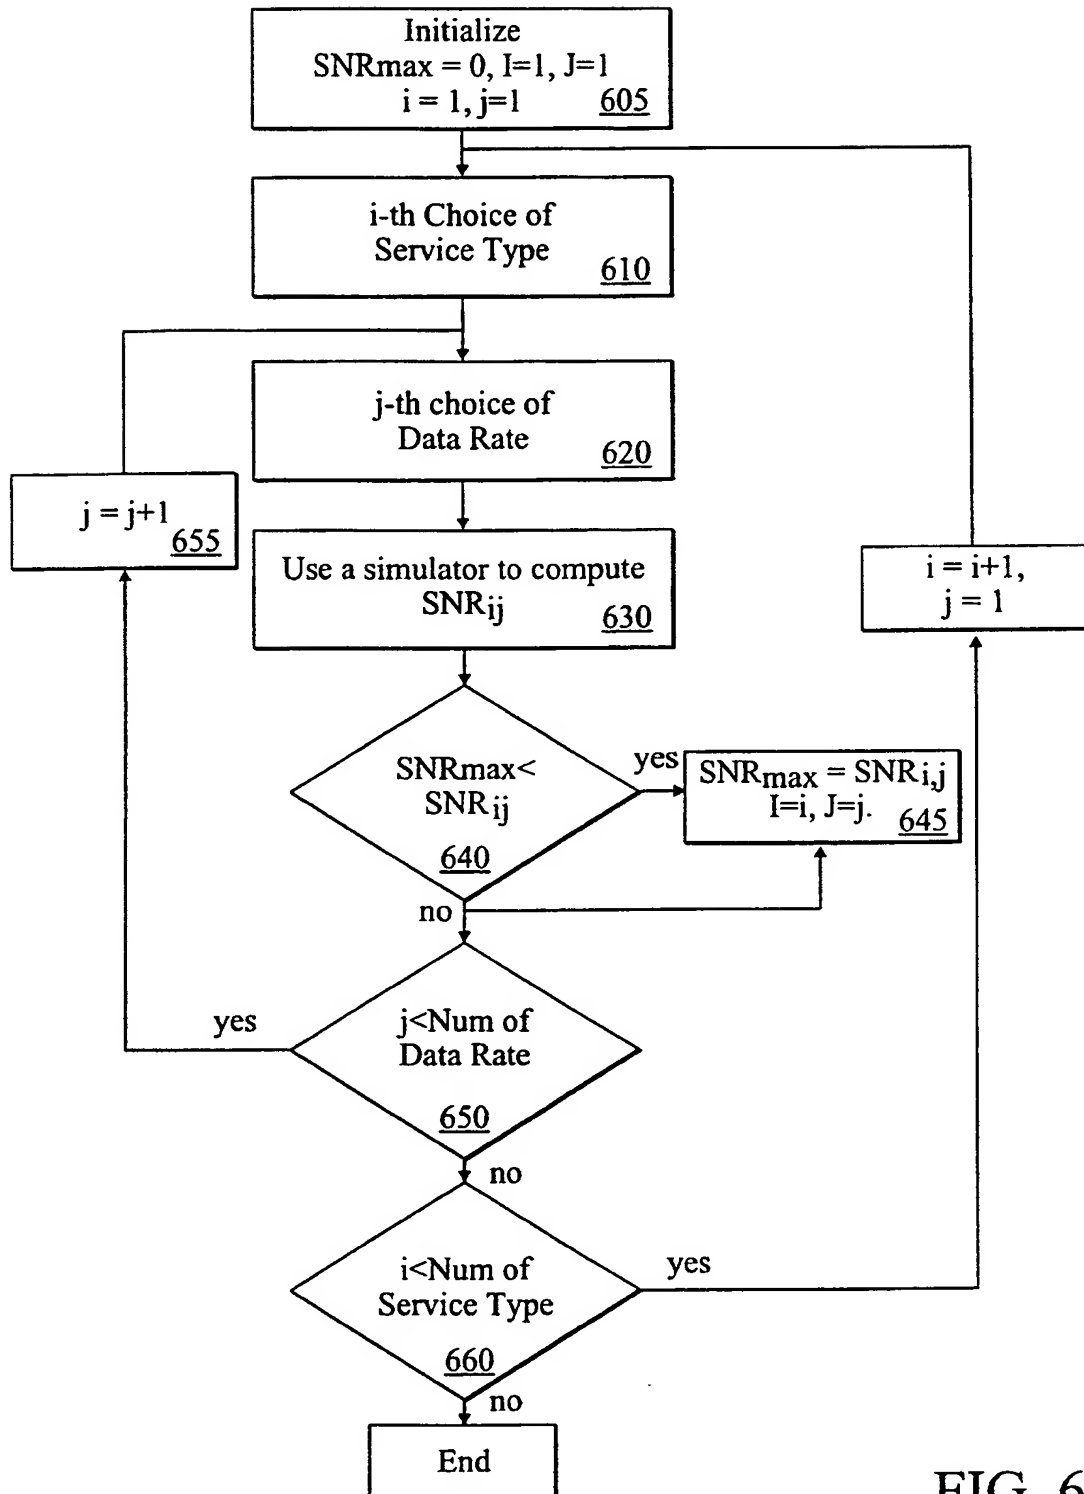 Initialize
SNRmax = 0, I=1, J=1
i = 1, j=1
605
i-th Choice of
Service Type
610
j-th choice of
Data Rate
620
j = j+1
655
Use a simulator to compute
SNRij
630
i = i+1,
j = 1
SNRmax<
SNRij
640
yes
SNRmax = SNRi,j
I=i, J=j.
645
no
j<Num of
Data Rate
650
yes
no
i<Num of
Service Type
660
yes
no
End
FIG. 6